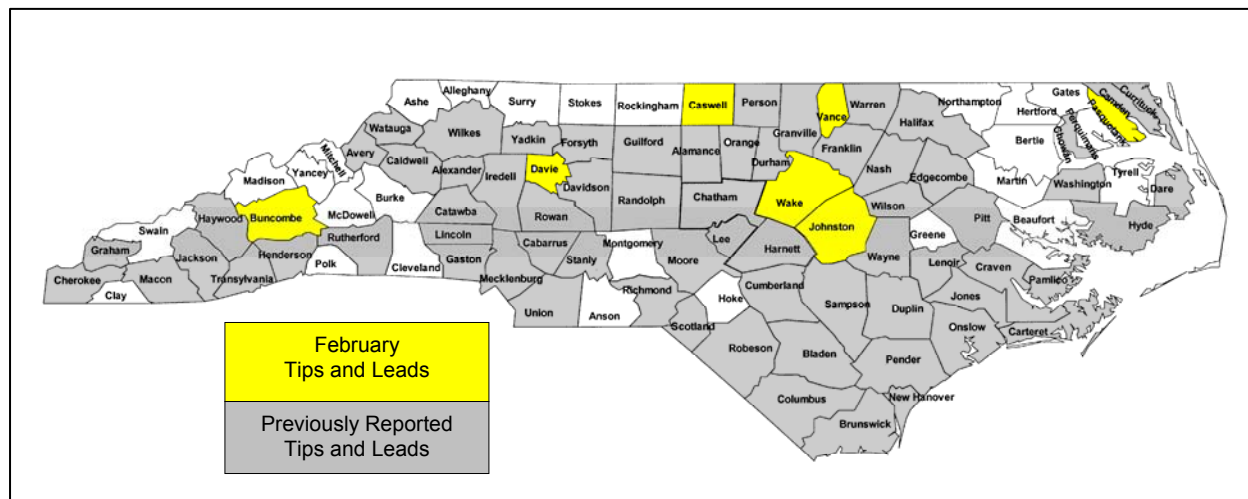 Ashe
Alleghany
Surry
Stokes
Rockingham
Caswell
Person
Granville
Vance
Warren
Northampton
Gates
Hertford
Camden
Currituck
Pasquotank
Perquimans
Chowan
Watauga
Wilkes
Yadkin
Forsyth
Guilford
Alamance
Orange
Durham
Franklin
Halifax
Bertie
Mitchell
Avery
Caldwell
Alexander
Iredell
Davie
Davidson
Randolph
Chatham
Wake
Nash
Edgecombe
Martin
Washington
Tyrrell
Dare
Madison
Yancey
Burke
McDowell
Catawba
Rowan
Johnston
Wilson
Pitt
Beaufort
Hyde
Swain
Haywood
Buncombe
Rutherford
Lincoln
Cabarrus
Montgomery
Lee
Harnett
Greene
Wayne
Lenoir
Craven
Pamlico
Graham
Jackson
Henderson
Polk
Cleveland
Gaston
Mecklenburg
Stanly
Moore
Cherokee
Macon
Transylvania
Clay
Union
Anson
Richmond
Hoke
Cumberland
Sampson
Duplin
Jones
Onslow
Carteret
Scotland
Robeson
Bladen
Pender
Columbus
New Hanover
Brunswick
February
Tips and Leads
Previously Reported
Tips and Leads